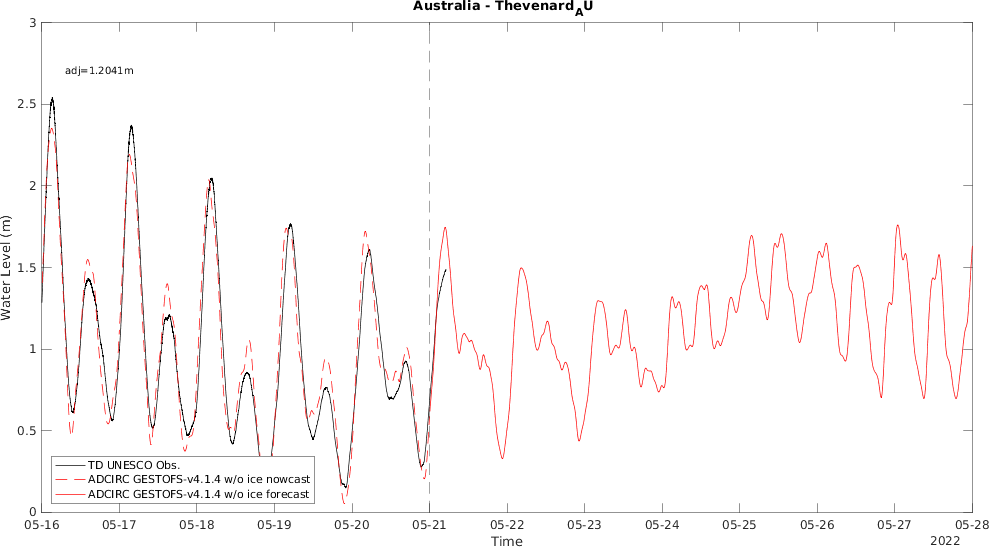 Australia - Thevenard_AU
adj=1.2041m
3
2.5
2
1.5
1
0.5
0
Water Level (m)
TD UNESCO Obs.
ADCIRC GESTOFS-v4.1.4 w/o ice nowcast
ADCIRC GESTOFS-v4.1.4 w/o ice forecast
05-16 05-17 05-18 05-19 05-20 05-21 05-22 05-23 05-24 05-25 05-26 05-27 05-28
Time
2022